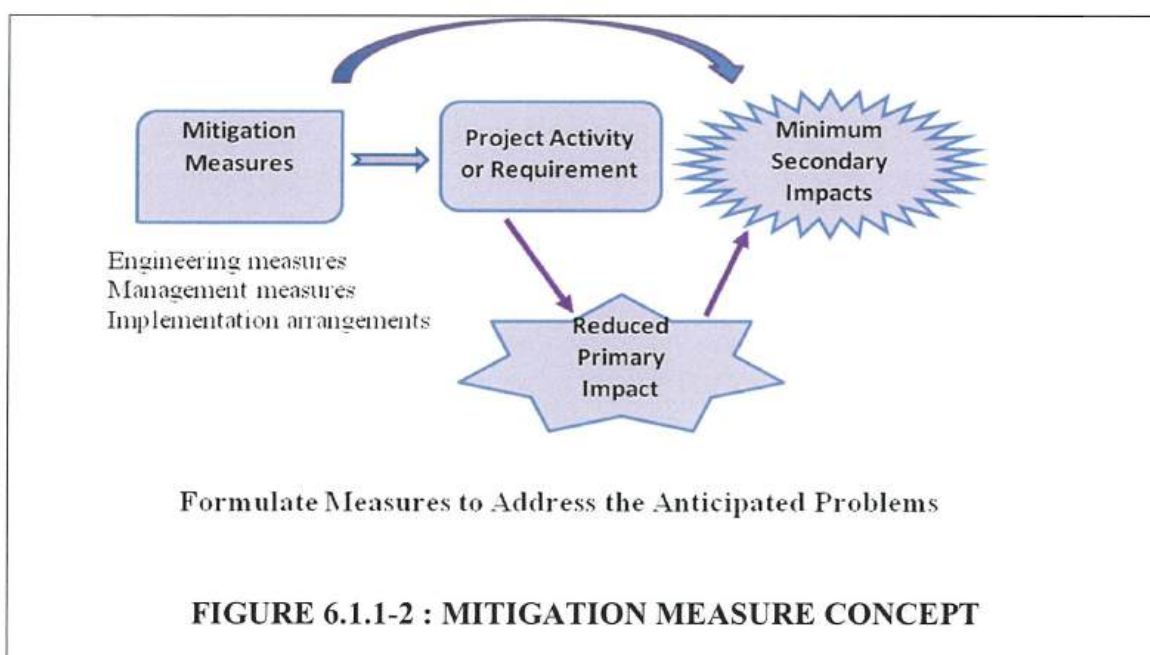 Mitigation
Measures
Project Activity
or Requirement
Minimum
Secondary
Impacts
Engineering measures
Management measures
Implementation arrangements
Reduced
Primary
Impact
Formulate Measures to Address the Anticipated Problems
FIGURE 6.1.1-2 : MITIGATION MEASURE CONCEPT